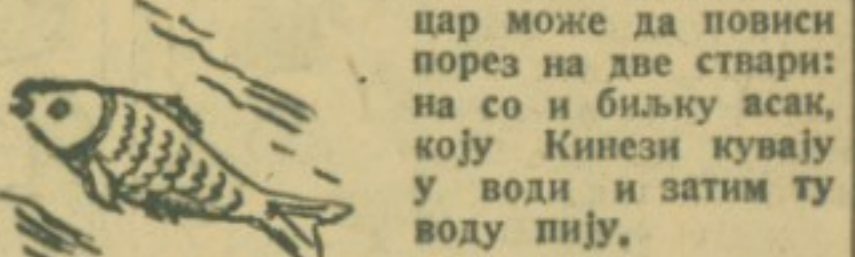 цар може да повиси
порез на две ствари:
на со и биљку асак,
коју Кинези кувају
у води и затим ту
воду пију.